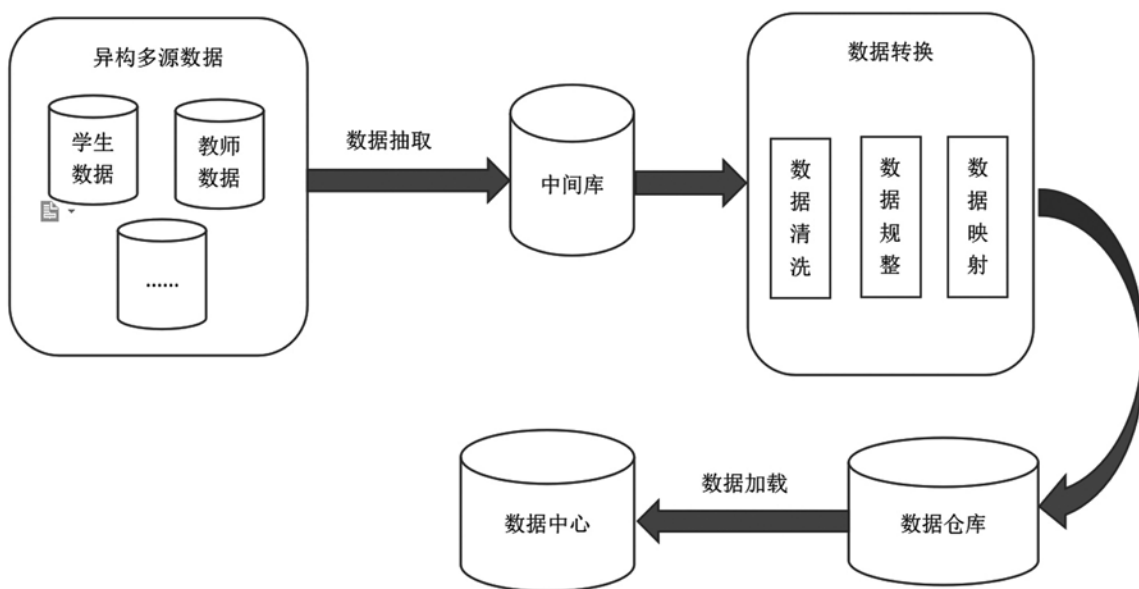 异构多源数据
学生
数据
教师
数据
......
数据抽取
中间库
数据转换
数据清洗
数据规整
数据映射
数据仓库
数据加载
数据中心